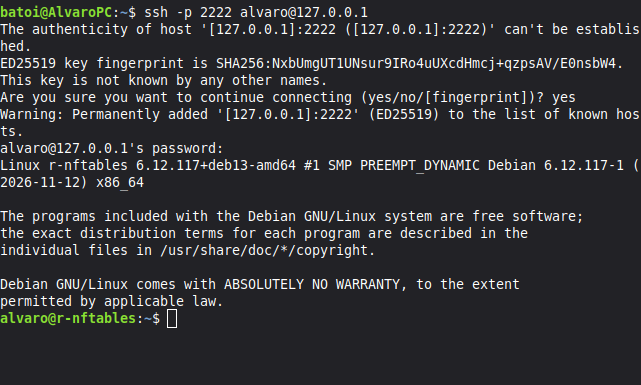 batoi@AlvaroPC:~$ ssh -p 2222 alvaro@127.0.0.1
The authenticity of host '[127.0.0.1]:2222 ([127.0.0.1]:2222)' can't be establis
hed.
ED25519 key fingerprint is SHA256:NxbUmgUT1UNsur9IRo4uUXcdHmcj+qzpsAV/E0nsbW4.
This key is not known by any other names.
Are you sure you want to continue connecting (yes/no/[fingerprint])? yes
Warning: Permanently added '[127.0.0.1]:2222' (ED25519) to the list of known hos
ts.
alvaro@127.0.0.1's password:
Linux r-nftables 6.12.117+deb13-amd64 #1 SMP PREEMPT_DYNAMIC Debian 6.12.117-1 (
2026-11-12) x86_64

The programs included with the Debian GNU/Linux system are free software;
the exact distribution terms for each program are described in the
individual files in /usr/share/doc/*/copyright.

Debian GNU/Linux comes with ABSOLUTELY NO WARRANTY, to the extent
permitted by applicable law.
alvaro@r-nftables:~$